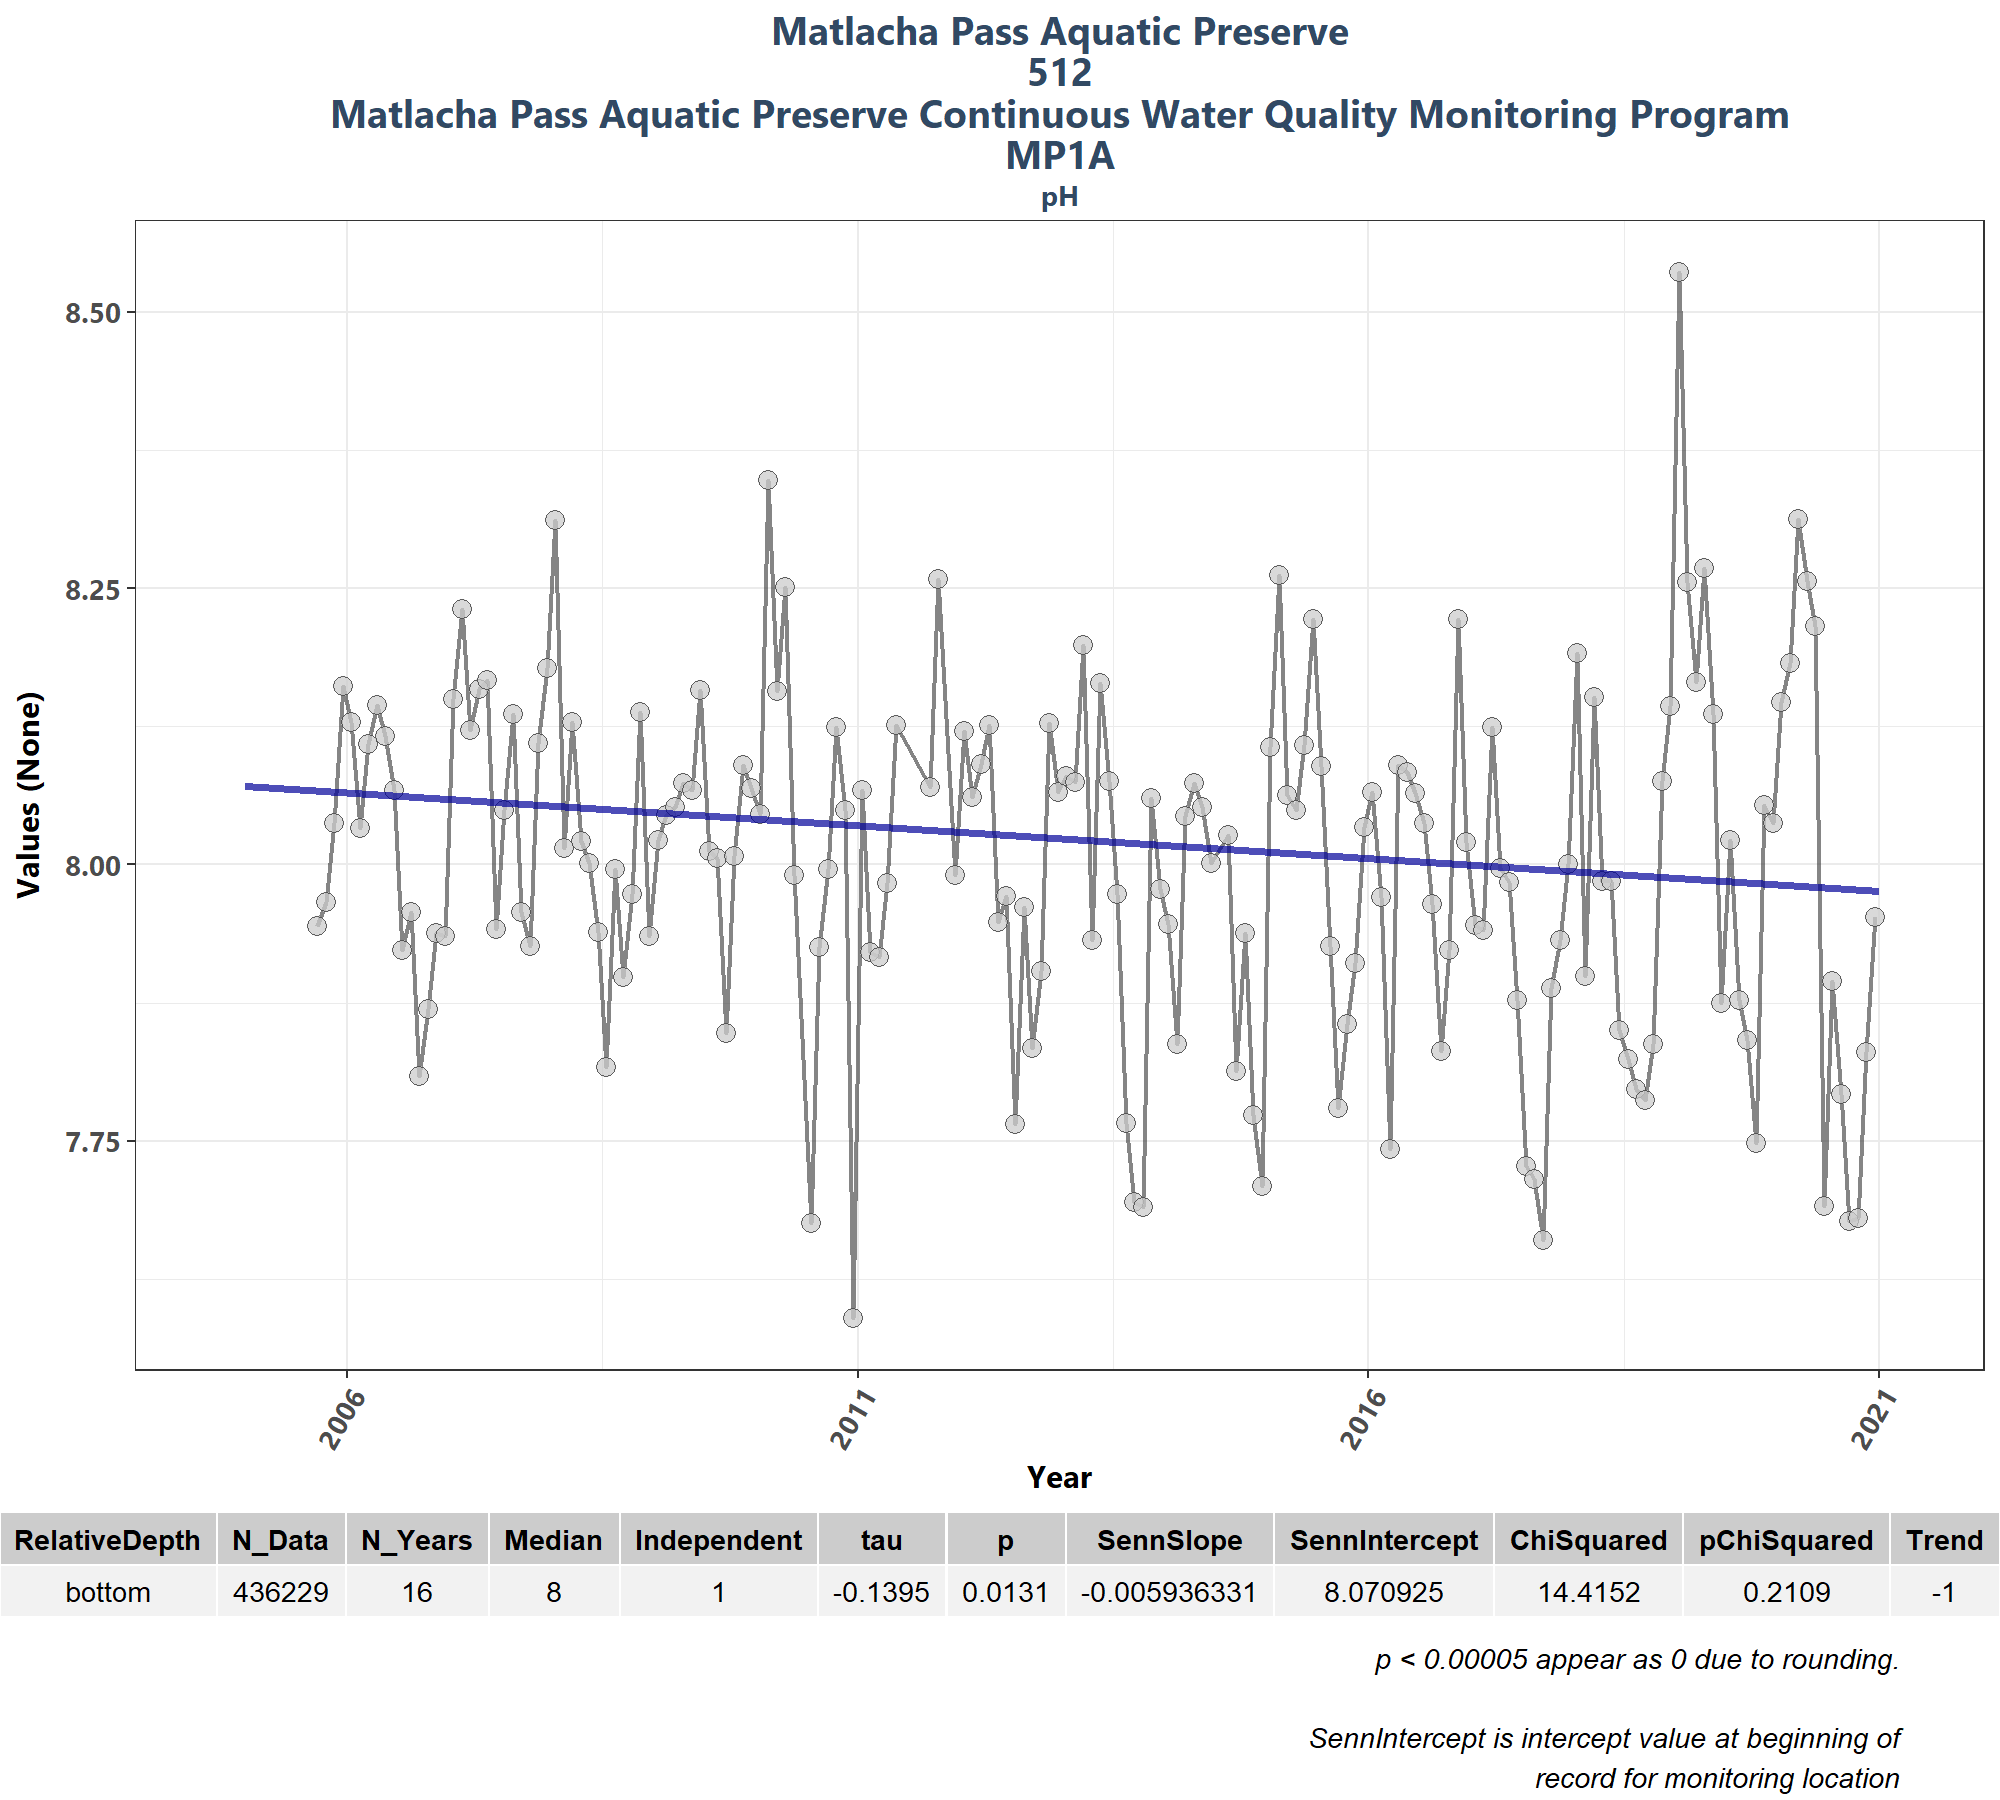 Matlacha Pass Aquatic Preserve
512
Matlacha Pass Aquatic Preserve Continuous Water Quality Monitoring Program
MP1A
pH
Values (None)
8.50
8.25
8.00
7.75
2006 2011 2016 2021
Year
RelativeDepth N_Data N_Years Median Independent tau p SennSlope SennIntercept ChiSquared pChiSquared Trend
bottom 436229 16 8 1 -0.1395 0.0131 -0.005936331 8.070925 14.4152 0.2109 -1
p < 0.00005 appear as 0 due to rounding.
SennIntercept is intercept value at beginning of
record for monitoring location